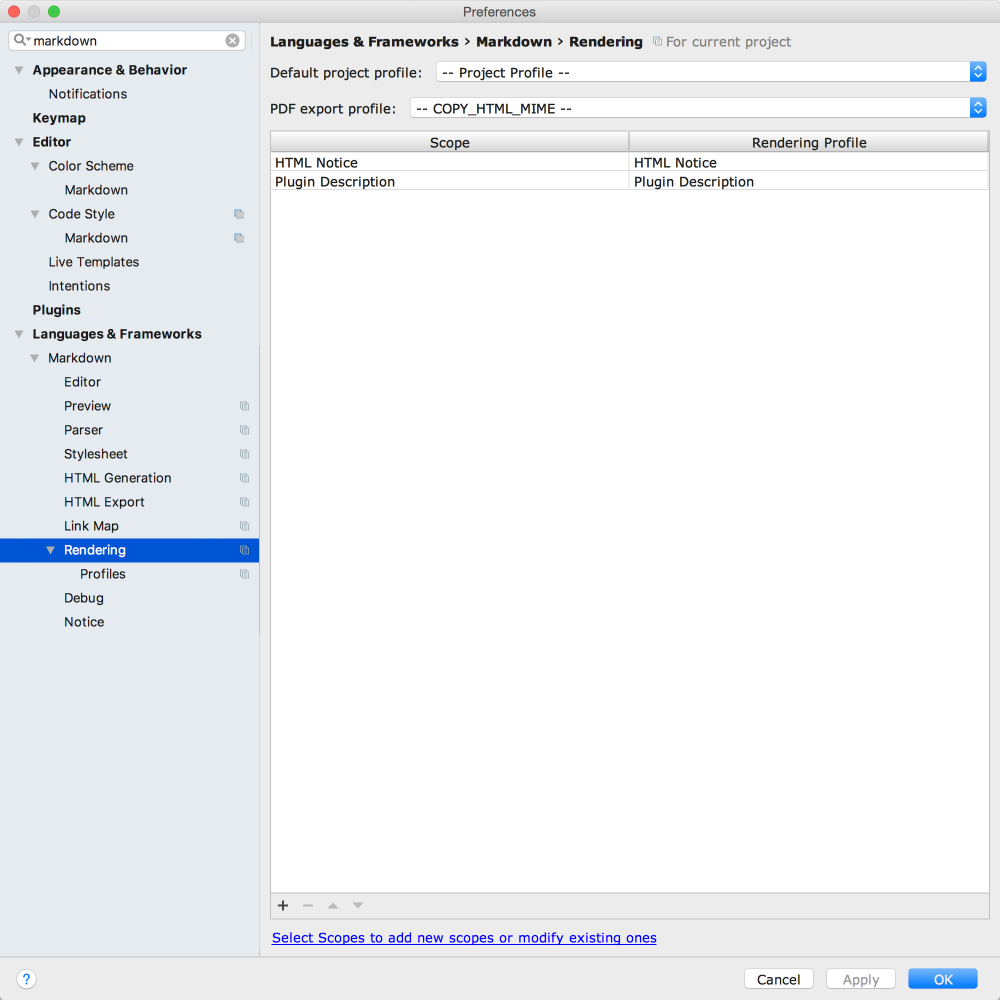 Preferences
markdown
Appearance & Behavior
Notifications
Keymap
Editor
Color Scheme
Markdown
Code Style
Markdown
Live Templates
Intentions
Plugins
Languages & Frameworks
Markdown
Editor
Preview
Parser
Stylesheet
HTML Generation
HTML Export
Link Map
Rendering
Profiles
Debug
Notice
Languages & Frameworks › Markdown › Rendering For current project
Default project profile: -- Project Profile --
PDF export profile: -- COPY_HTML_MIME --
Scope Rendering Profile
HTML Notice HTML Notice
Plugin Description Plugin Description
Select Scopes to add new scopes or modify existing ones
? Cancel Apply OK